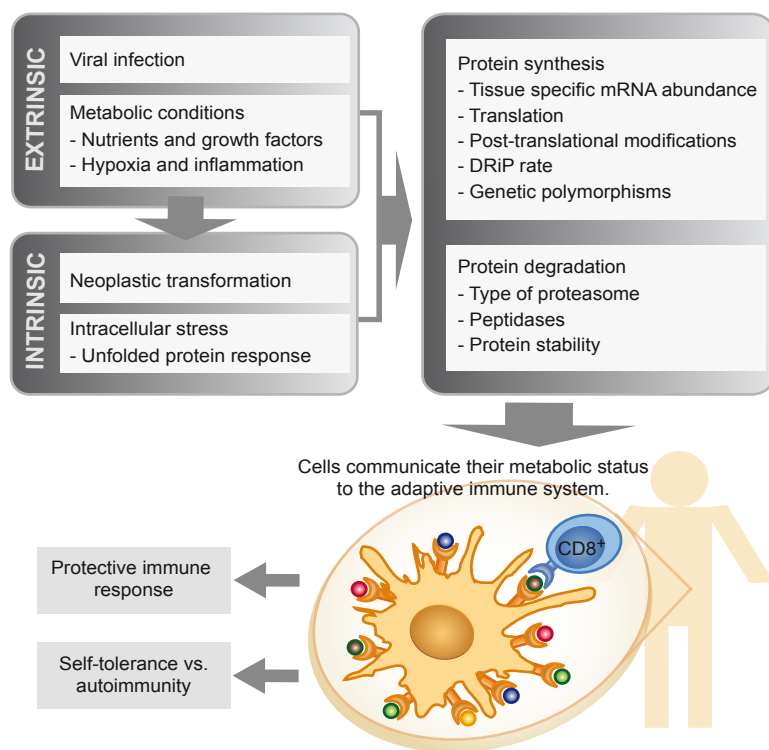 EXTRINSIC
Viral infection
Metabolic conditions
- Nutrients and growth factors
- Hypoxia and inflammation
INTRINSIC
Neoplastic transformation
Intracellular stress
- Unfolded protein response
Protein synthesis
- Tissue specific mRNA abundance
- Translation
- Post-translational modifications
- DRiP rate
- Genetic polymorphisms
Protein degradation
- Type of proteasome
- Peptidases
- Protein stability
Cells communicate their metabolic status
to the adaptive immune system.
CD8⁺
Protective immune
response
Self-tolerance vs.
autoimmunity